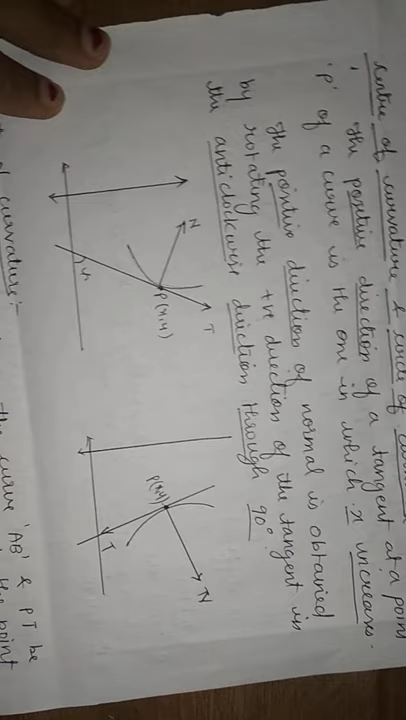 Centre of curvature & circle of
'The positive direction of a tangent at a point
'P' of a curve is the one in which x increases.
The positive direction of normal is obtained
by rotating the +ve direction of the tangent in
the anticlockwise direction through 90°.
N
P(x,y)
T
ψ
P(x,y)
N
T
of curvature:-
the curve 'AB' & PT be
the point